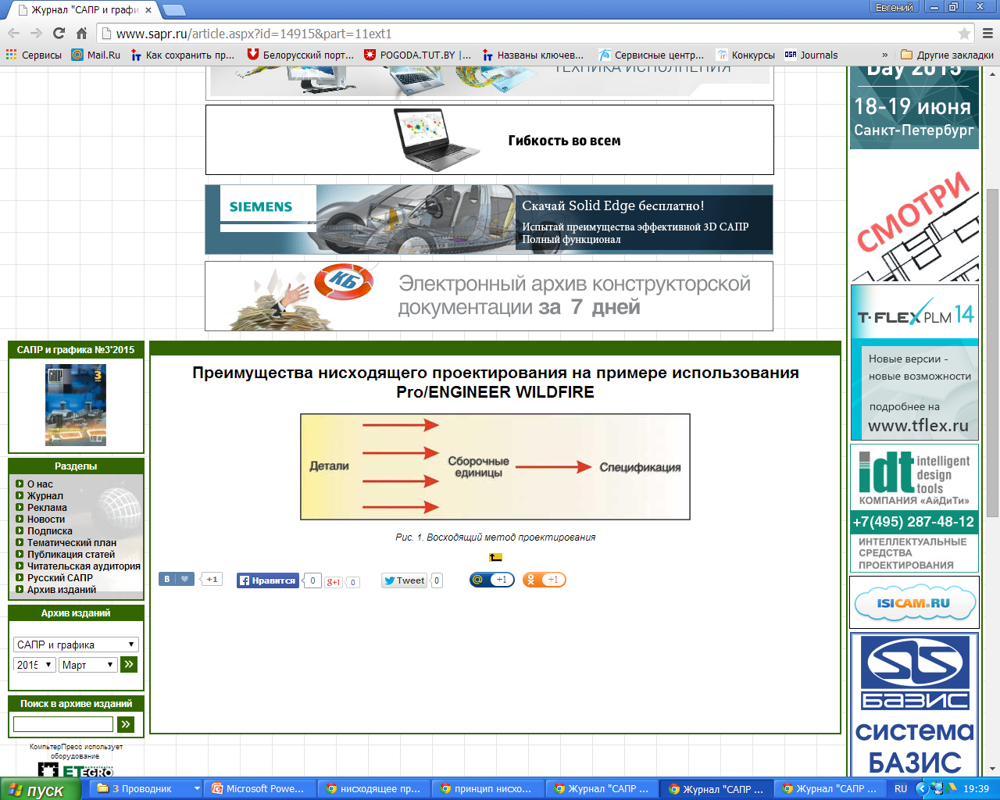 Журнал "САПР и графи
Евгений
www.sapr.ru/article.aspx?id=14915&part=11ext1
Сервисы
Mail.Ru
Как сохранить пр...
Белорусский порт...
POGODA.TUT.BY |...
Названы ключев...
Сервисные центр...
Конкурсы
Journals
»
Другие закладки
ТЕХНИКА ИСПОЛНЕНИЯ
Гибкость во всем
SIEMENS
Скачай Solid Edge бесплатно!
Испытай преимущества эффективной 3D САПР
Полный функционал
КБ
Электронный архив конструкторской
документации за 7 дней
Day 2015
18-19 июня
Санкт-Петербург
СМОТРИ
T-FLEX PLM 14
Новые версии -
новые возможности
подробнее на
www.tflex.ru
idt intelligent
design
tools
КОМПАНИЯ «АйДиТи»
+7(495) 287-48-12
ИНТЕЛЛЕКТУАЛЬНЫЕ
СРЕДСТВА
ПРОЕКТИРОВАНИЯ
ISICAM.RU
БАЗИС
система
БАЗИС
САПР и графика №3'2015
Разделы
О нас
Журнал
Реклама
Новости
Подписка
Тематический план
Публикация статей
Читательская аудитория
Русский САПР
Архив изданий
Архив изданий
САПР и графика
2015
Март
Поиск в архиве изданий
КомпьтерПресс использует
оборудование
ETEGRO
Преимущества нисходящего проектирования на примере использования
Pro/ENGINEER WILDFIRE
Детали
Сборочные
единицы
Спецификация
Рис. 1. Восходящий метод проектирования
В
+1
Нравится
0
g+1
0
Tweet
0
@ +1
+1
пуск
3 Проводник
Microsoft Powe...
нисходящее пр...
принцип нисхо...
Журнал "САПР ...
Журнал "САПР ...
Журнал "САПР ...
RU
19:39